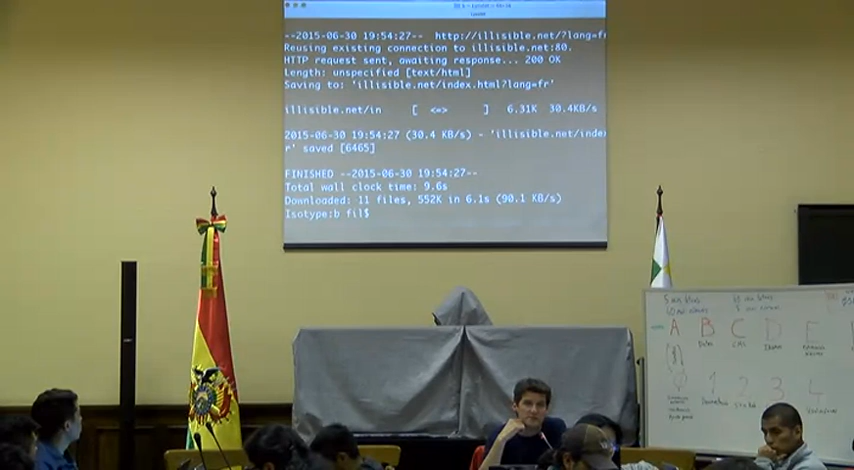 --2015-06-30 19:54:27-- http://illisible.net/?lang=fr
Reusing existing connection to illisible.net:80.
HTTP request sent, awaiting response... 200 OK
Length: unspecified [text/html]
Saving to: 'illisible.net/index.html?lang=fr'
illisible.net/in [ <=> ] 6.31K 30.4KB/s
2015-06-30 19:54:27 (30.4 KB/s) - 'illisible.net/inde
r' saved [6465]
FINISHED --2015-06-30 19:54:27--
Total wall clock time: 9.6s
Downloaded: 11 files, 552K in 6.1s (90.1 KB/s)
Isotype:b fil$
A B C D E
1 2 3 4